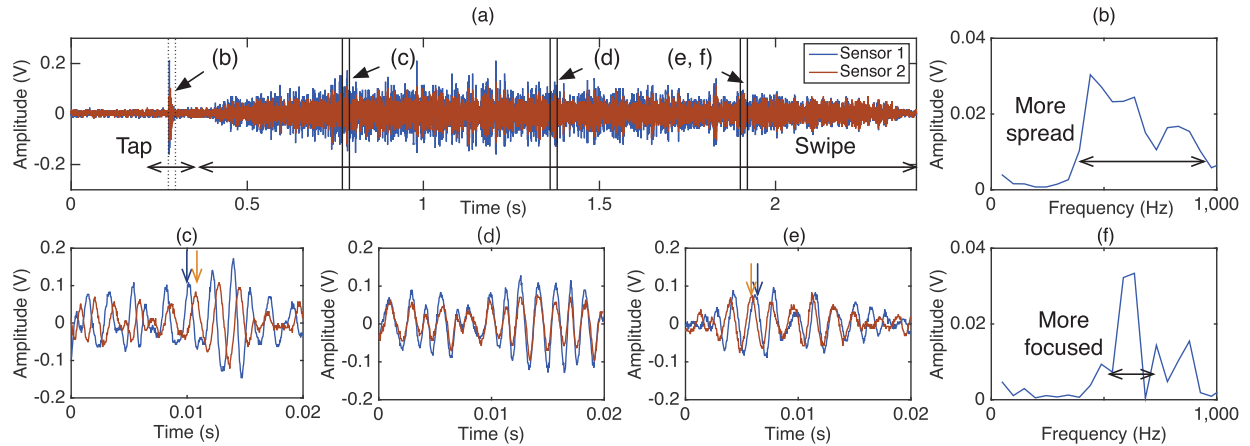 (a)
Amplitude (V)
0.2
0
-0.2
(b)
(c)
(d)
(e, f)
Sensor 1
Sensor 2
Tap
Swipe
0
0.5
1
1.5
2
Time (s)
(b)
Amplitude (V)
0.04
0.02
0
More
spread
0
1,000
Frequency (Hz)
(c)
Amplitude (V)
0.2
0.1
0
-0.1
-0.2
0
0.01
0.02
Time (s)
(d)
Amplitude (V)
0.2
0.1
0
-0.1
-0.2
0
0.01
0.02
Time (s)
(e)
Amplitude (V)
0.2
0.1
0
-0.1
-0.2
0
0.01
0.02
Time (s)
(f)
Amplitude (V)
0.04
0.02
0
More
focused
0
1,000
Frequency (Hz)